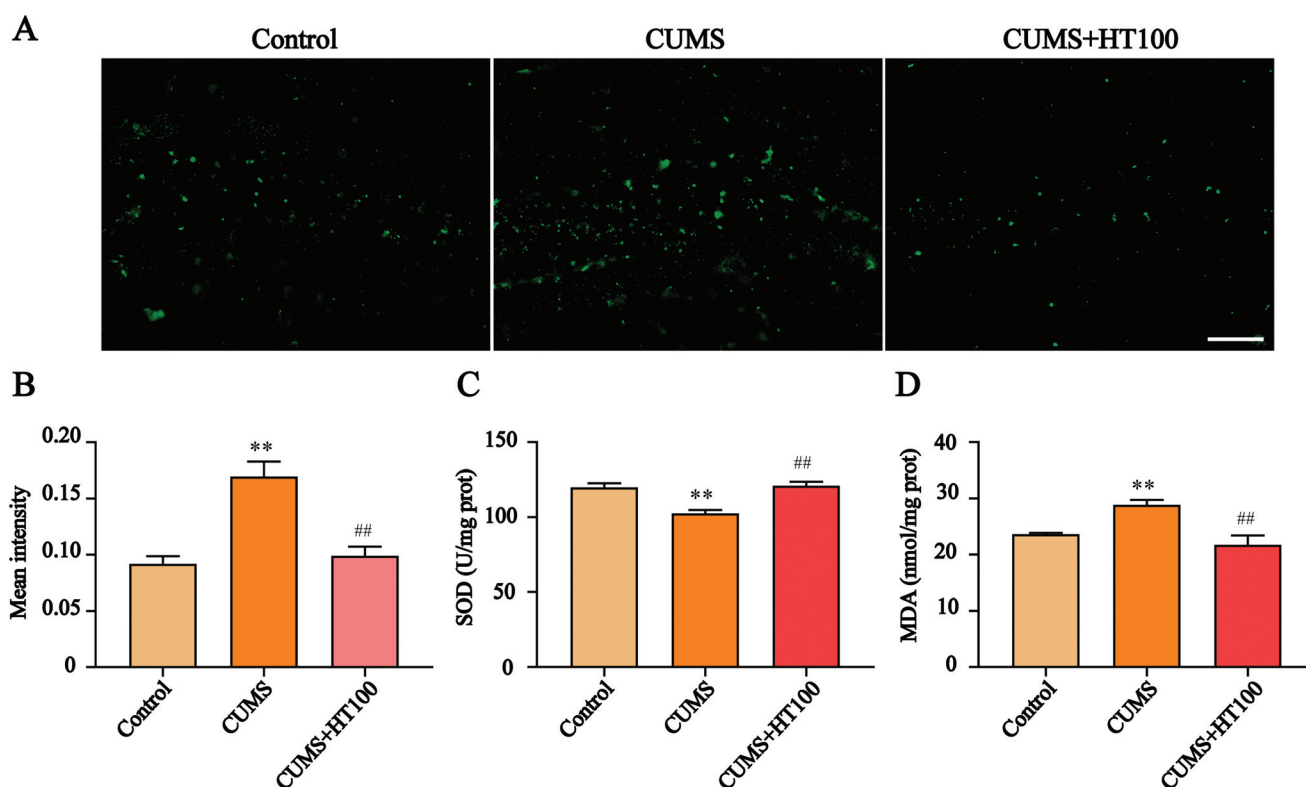 A
Control
CUMS
CUMS+HT100
B
Mean intensity
0.20
0.15
0.10
0.05
0
**
##
Control
CUMS
CUMS+HT100
C
SOD (U/mg prot)
150
100
50
0
**
##
Control
CUMS
CUMS+HT100
D
MDA (nmol/mg prot)
40
30
20
10
0
**
##
Control
CUMS
CUMS+HT100